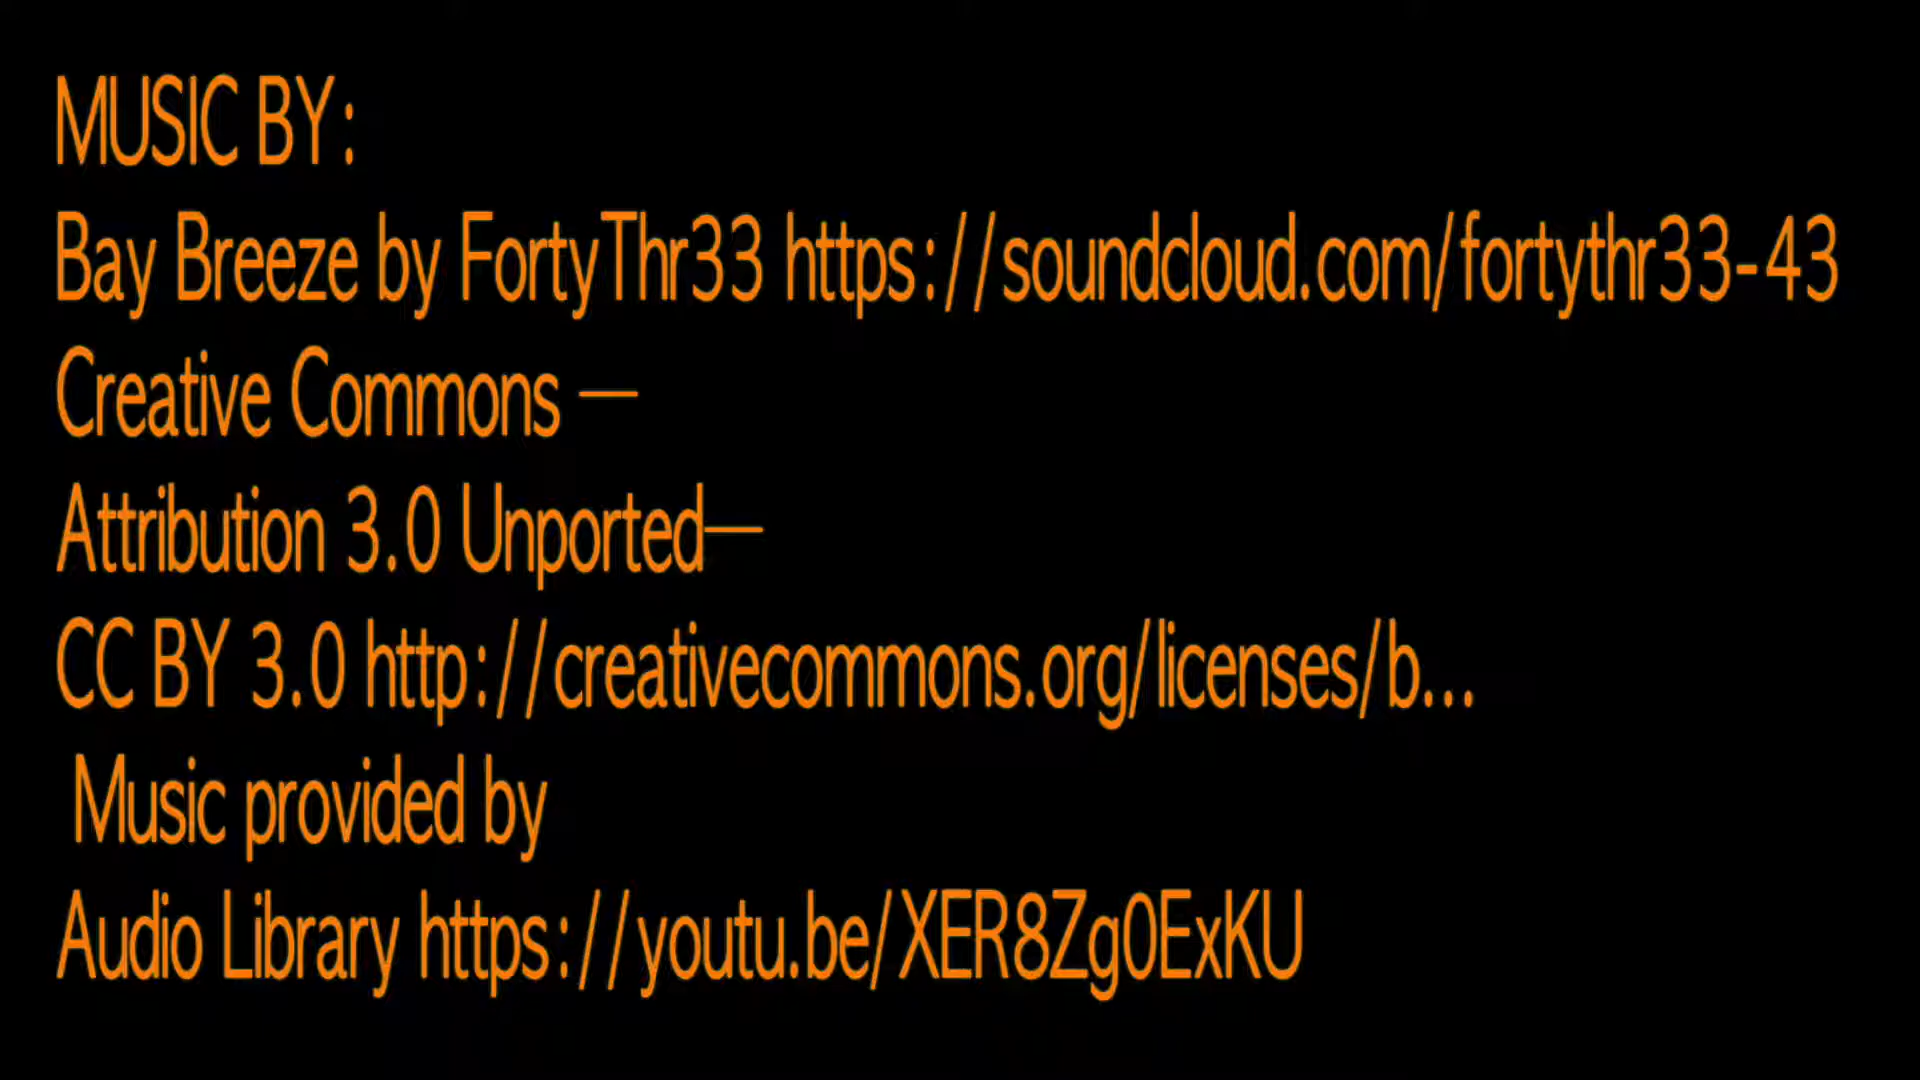 MUSIC BY:
Bay Breeze by FortyThr33 https://soundcloud.com/fortythr33-43
Creative Commons —
Attribution 3.0 Unported—
CC BY 3.0 http://creativecommons.org/licenses/b...
Music provided by
Audio Library https://youtu.be/XER8Zg0ExKU